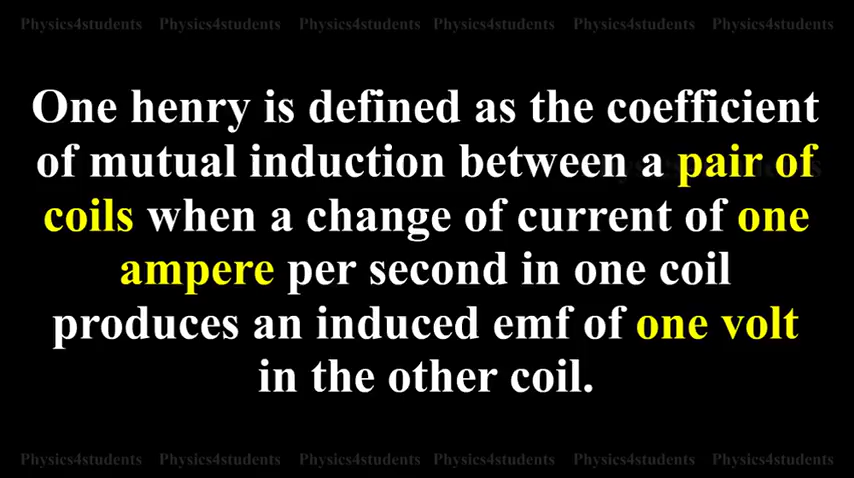 Physics4students Physics4students Physics4students Physics4students Physics4students Physics4students
One henry is defined as the coefficient
of mutual induction between a pair of
coils when a change of current of one
ampere per second in one coil
produces an induced emf of one volt
in the other coil.
Physics4students Physics4students Physics4students Physics4students Physics4students Physics4students